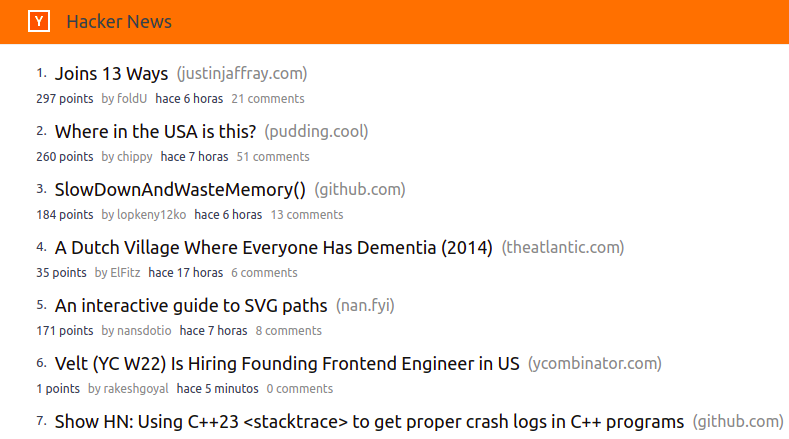 Y Hacker News
1. Joins 13 Ways (justinjaffray.com)
297 points by foldU hace 6 horas 21 comments
2. Where in the USA is this? (pudding.cool)
260 points by chippy hace 7 horas 51 comments
3. SlowDownAndWasteMemory() (github.com)
184 points by lopkeny12ko hace 6 horas 13 comments
4. A Dutch Village Where Everyone Has Dementia (2014) (theatlantic.com)
35 points by ElFitz hace 17 horas 6 comments
5. An interactive guide to SVG paths (nan.fyi)
171 points by nansdotio hace 7 horas 8 comments
6. Velt (YC W22) Is Hiring Founding Frontend Engineer in US (ycombinator.com)
1 points by rakeshgoyal hace 5 minutos 0 comments
7. Show HN: Using C++23 <stacktrace> to get proper crash logs in C++ programs (github.com)